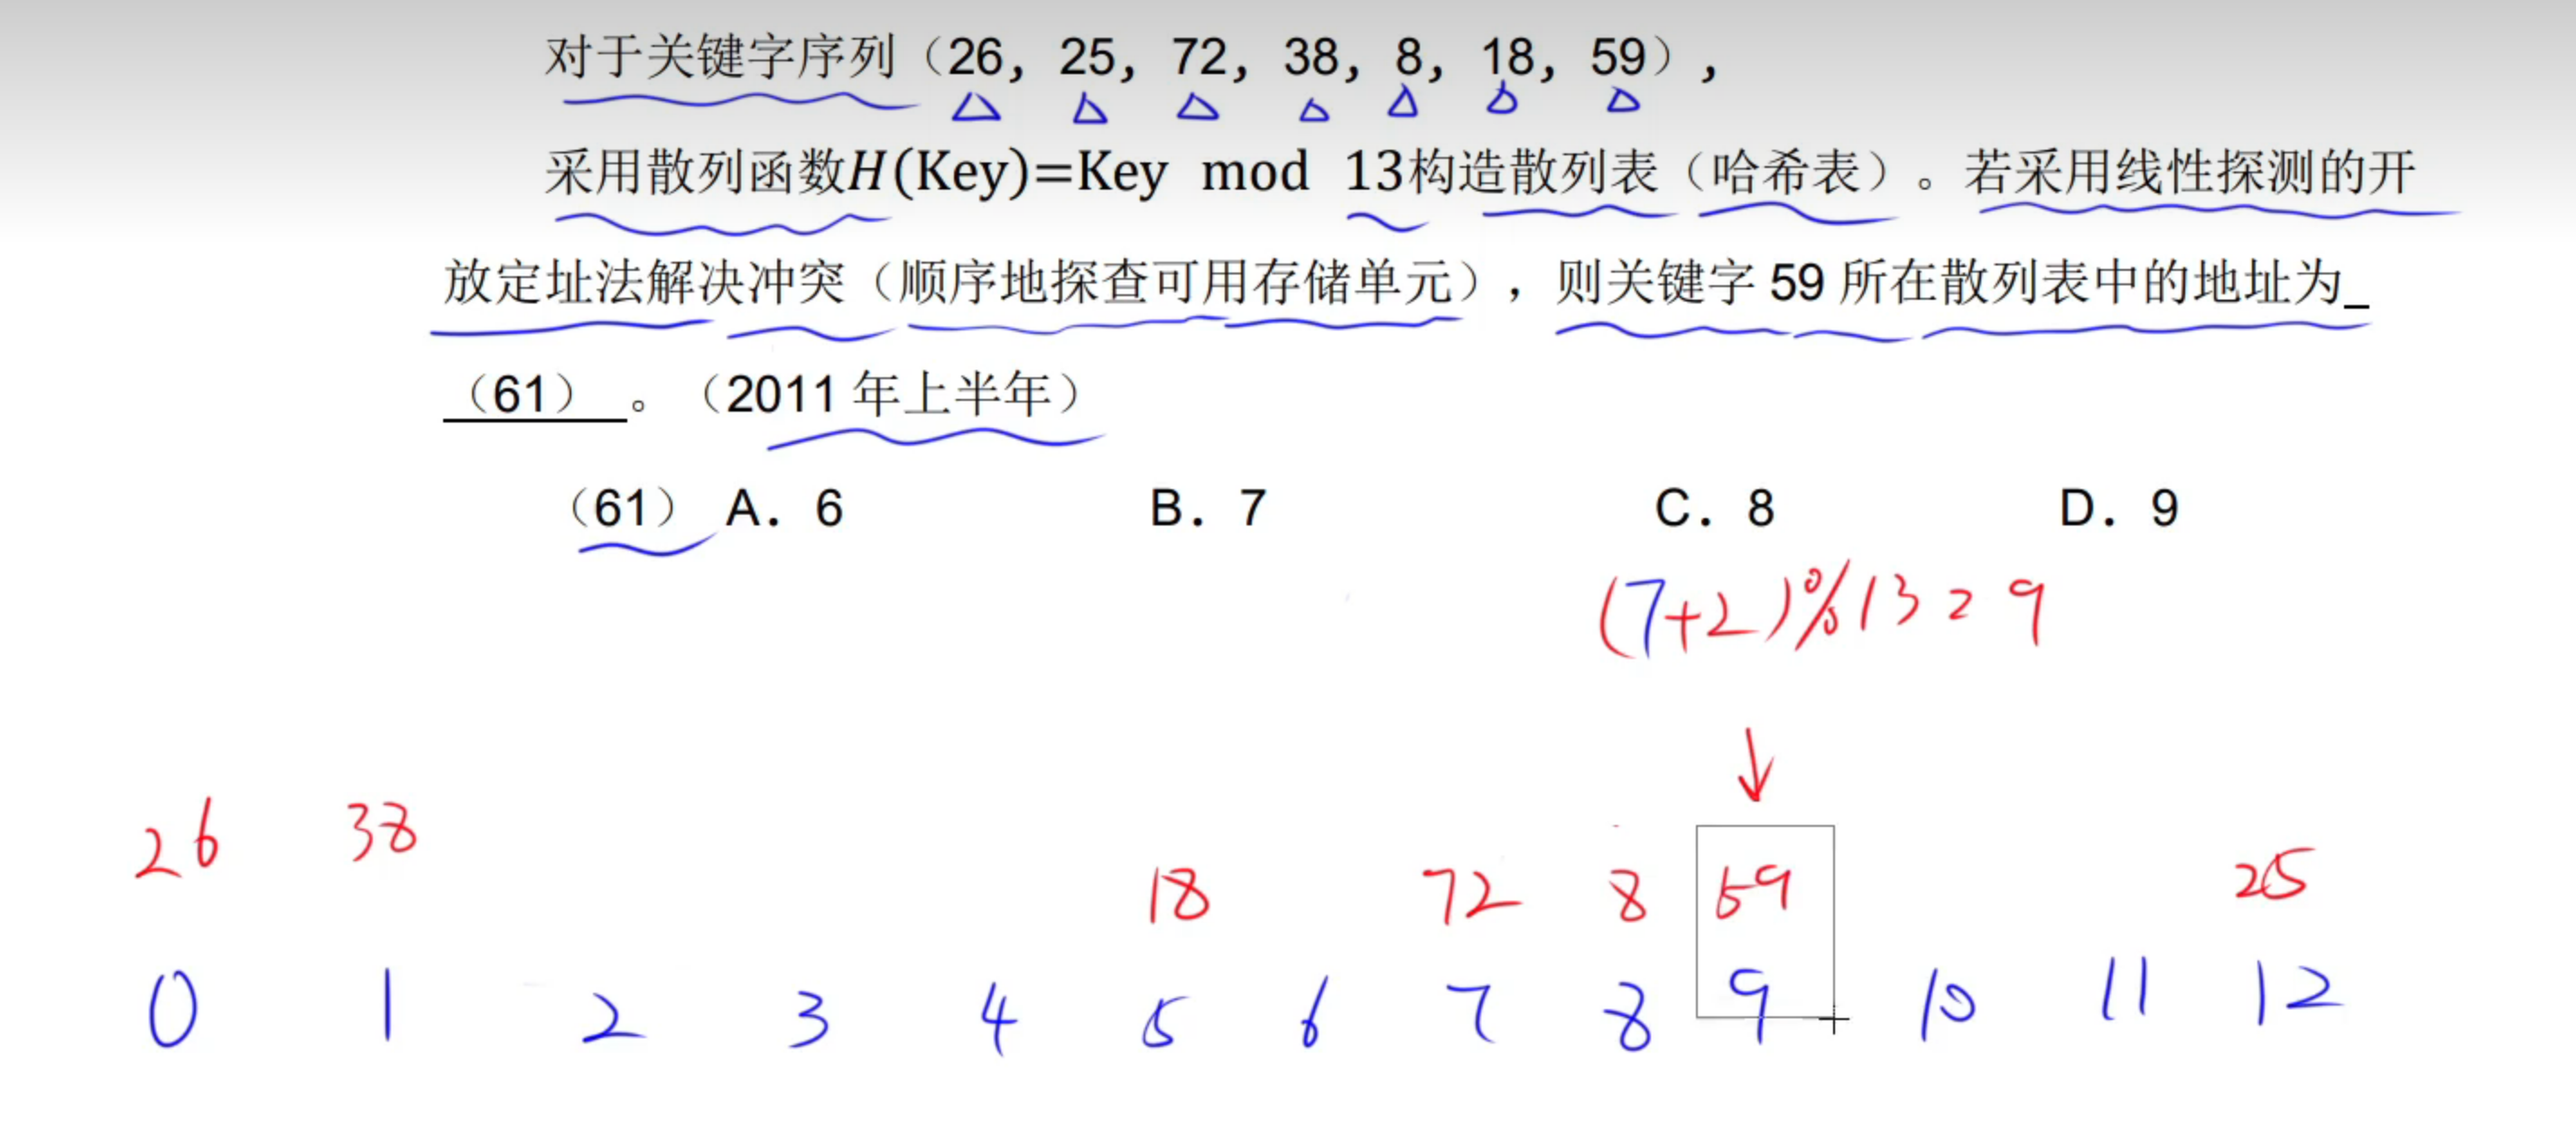 对于关键字序列（26，25，72，38，8，18，59），
采用散列函数H(Key)=Key mod 13构造散列表（哈希表）。若采用线性探测的开
放定址法解决冲突（顺序地探查可用存储单元），则关键字 59 所在散列表中的地址为_
（61） 。（2011 年上半年）
（61） A． 6 B． 7 C． 8 D． 9
(7+2)%13=9
26 38 18 72 8 59 25
0 1 2 3 4 5 6 7 8 9 10 11 12